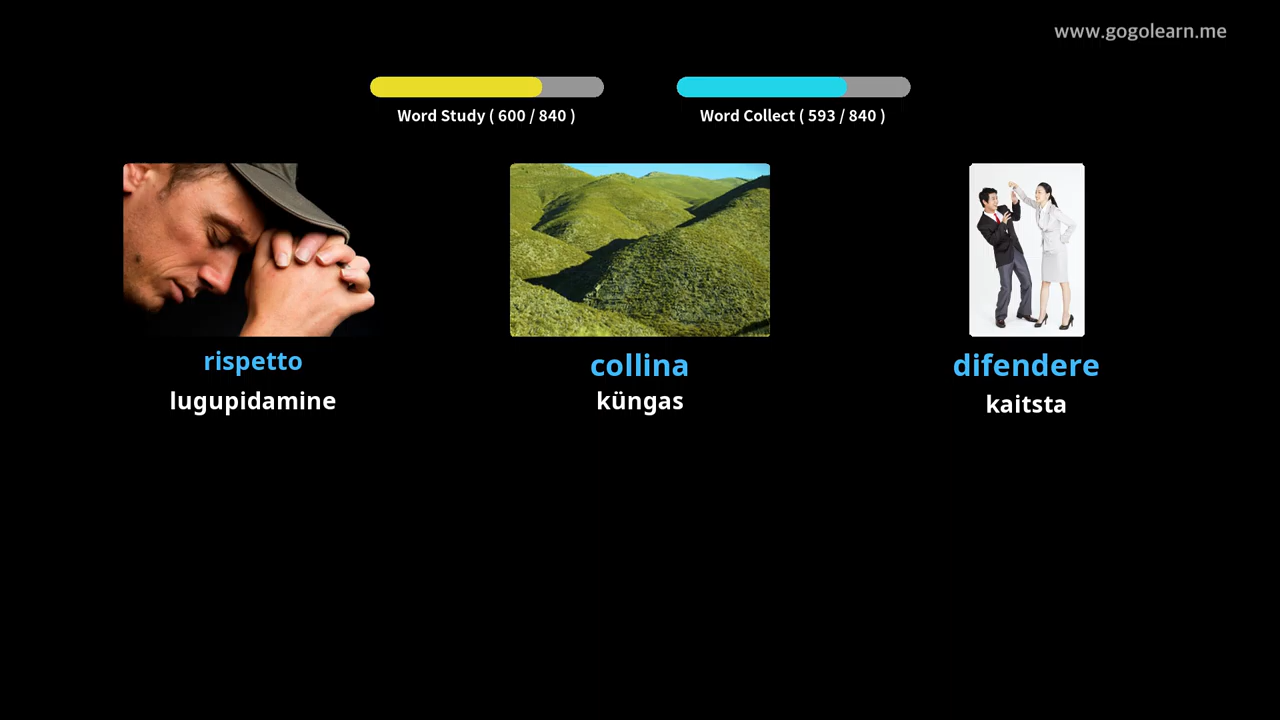 www.gogolearn.me
Word Study ( 600 / 840 )
Word Collect ( 593 / 840 )
rispetto
lugupidamine
collina
küngas
difendere
kaitsta